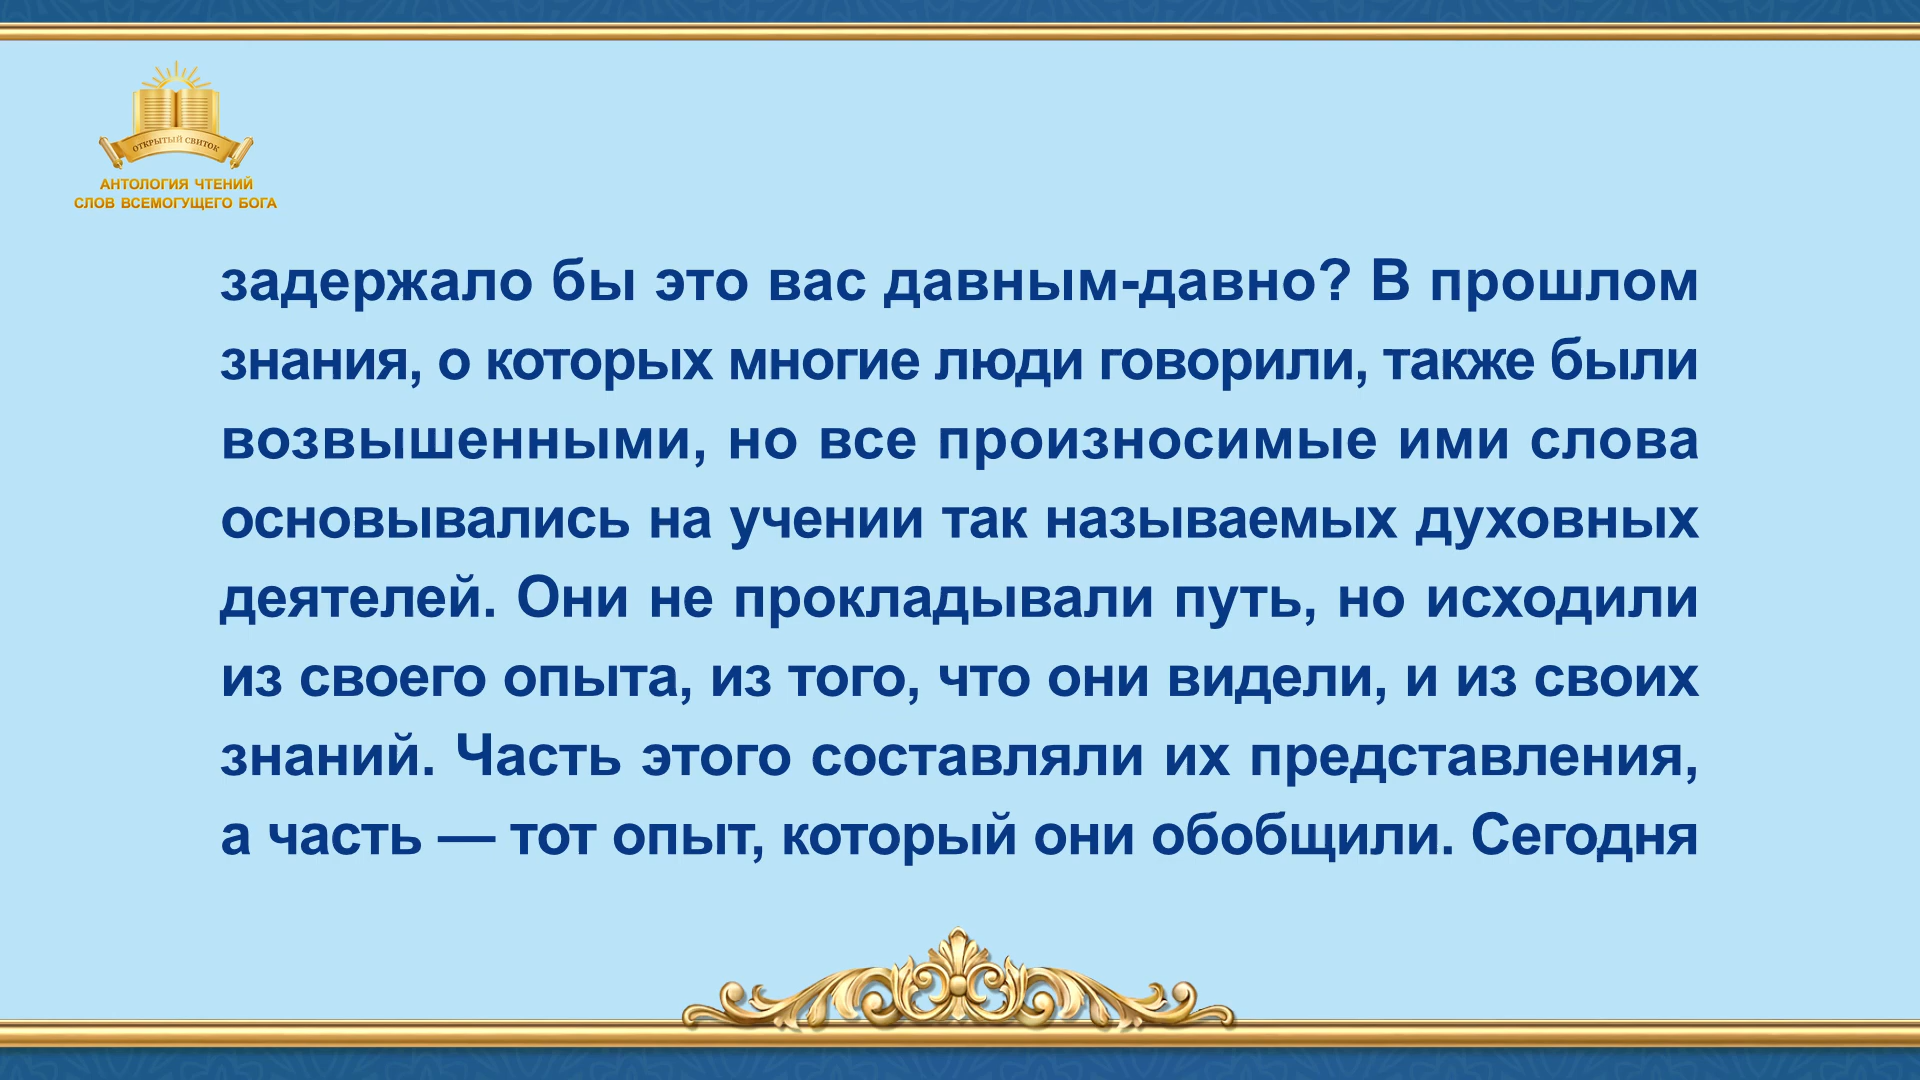 ОТКРЫТЫЙ СВИТОК
АНТОЛОГИЯ ЧТЕНИЙ
СЛОВ ВСЕМОГУЩЕГО БОГА
задержало бы это вас давным-давно? В прошлом
знания, о которых многие люди говорили, также были
возвышенными, но все произносимые ими слова
основывались на учении так называемых духовных
деятелей. Они не прокладывали путь, но исходили
из своего опыта, из того, что они видели, и из своих
знаний. Часть этого составляли их представления,
а часть — тот опыт, который они обобщили. Сегодня